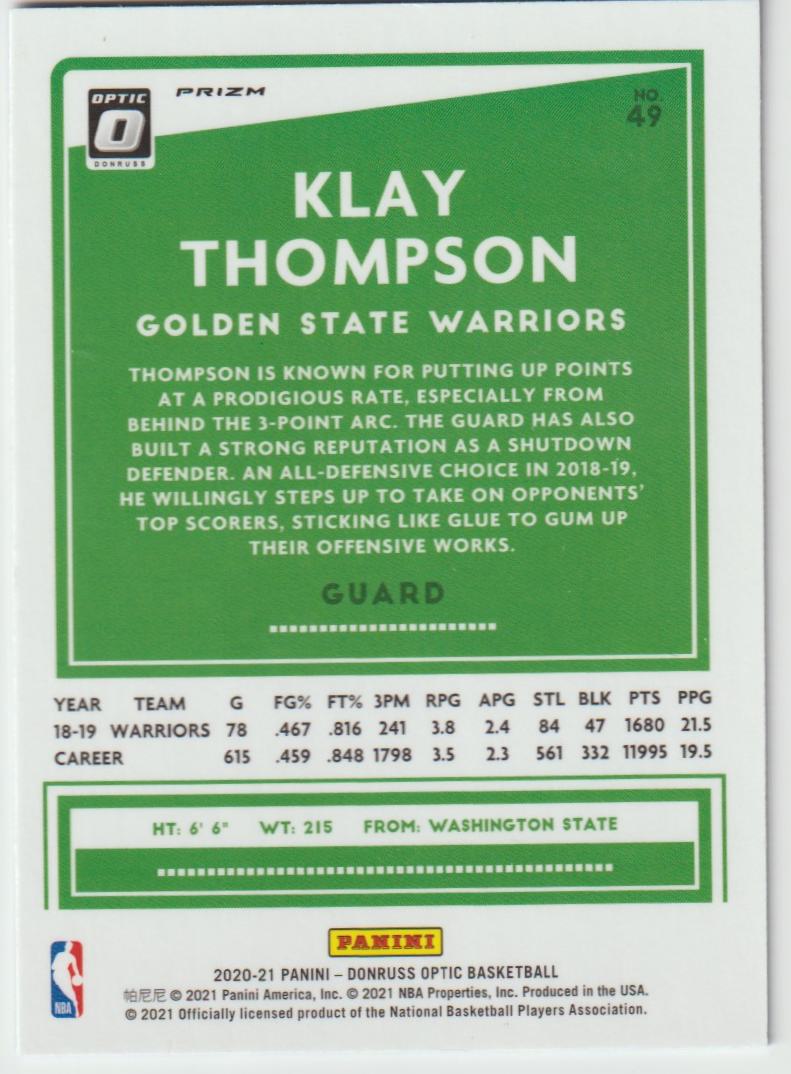 OPTIC
DONRUSS
PRIZM
NO.
49
KLAY
THOMPSON
GOLDEN STATE WARRIORS
THOMPSON IS KNOWN FOR PUTTING UP POINTS
AT A PRODIGIOUS RATE, ESPECIALLY FROM
BEHIND THE 3-POINT ARC. THE GUARD HAS ALSO
BUILT A STRONG REPUTATION AS A SHUTDOWN
DEFENDER. AN ALL-DEFENSIVE CHOICE IN 2018-19,
HE WILLINGLY STEPS UP TO TAKE ON OPPONENTS'
TOP SCORERS, STICKING LIKE GLUE TO GUM UP
THEIR OFFENSIVE WORKS.
GUARD
YEAR TEAM G FG% FT% 3PM RPG APG STL BLK PTS PPG
18-19 WARRIORS 78 .467 .816 241 3.8 2.4 84 47 1680 21.5
CAREER 615 .459 .848 1798 3.5 2.3 561 332 11995 19.5
HT: 6' 6" WT: 215 FROM: WASHINGTON STATE
PANINI
2020-21 PANINI – DONRUSS OPTIC BASKETBALL
帕尼尼 © 2021 Panini America, Inc. © 2021 NBA Properties, Inc. Produced in the USA.
© 2021 Officially licensed product of the National Basketball Players Association.
NBA